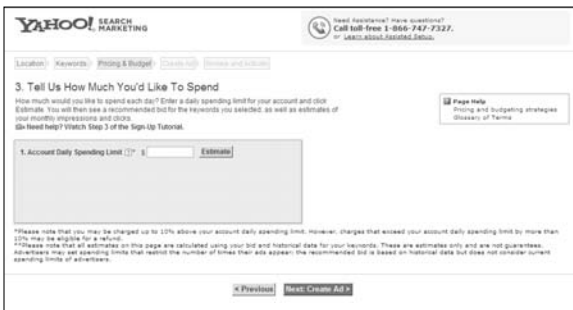 YAHOO! SEARCH MARKETING
Need Assistance? Have questions?
Call toll-free 1-866-747-7327.
or Learn about Assisted Setup.
Location Keywords Pricing & Budget Create Ad Review and Activate
3. Tell Us How Much You'd Like To Spend
How much would you like to spend each day? Enter a daily spending limit for your account and click
Estimate. You will then see a recommended bid for the keywords you selected, as well as estimates of
your monthly impressions and clicks.
Need help? Watch Step 3 of the Sign-Up Tutorial.
Page Help
Pricing and budgeting strategies
Glossary of Terms
1. Account Daily Spending Limit [?]* $ Estimate
*Please note that you may be charged up to 10% above your account daily spending limit. However, charges that exceed your account daily spending limit by more than
10% may be eligible for a refund.
**Please note that all estimates on this page are calculated using your bid and historical data for your keywords. These are estimates only and are not guarantees.
Advertisers may set spending limits that restrict the number of times their ads appear; the recommended bid is based on historical data but does not consider current
spending limits of advertisers.
< Previous Next: Create Ad >